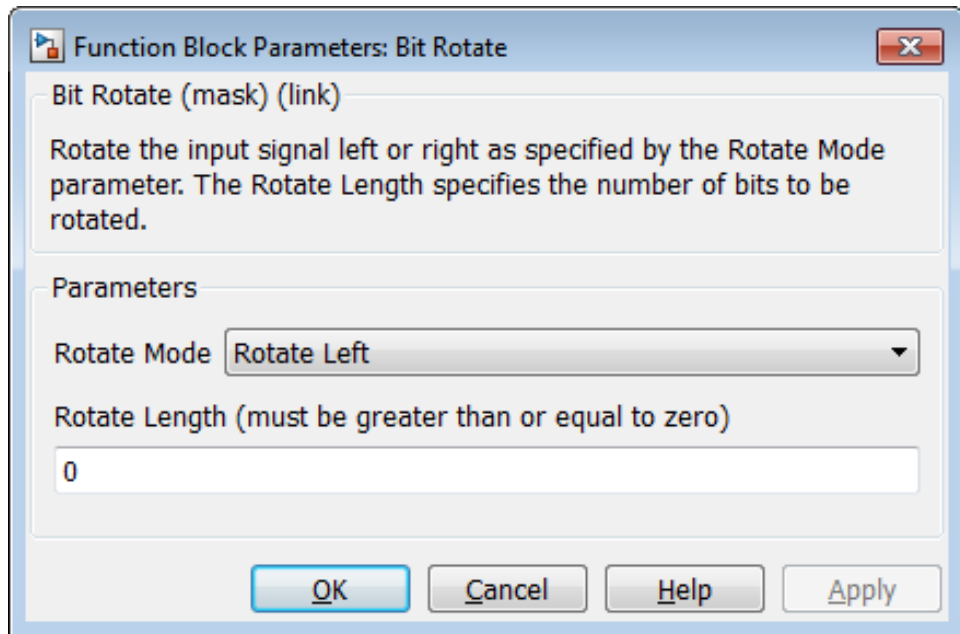 Function Block Parameters: Bit Rotate
Bit Rotate (mask) (link)
Rotate the input signal left or right as specified by the Rotate Mode
parameter. The Rotate Length specifies the number of bits to be
rotated.
Parameters
Rotate Mode Rotate Left
Rotate Length (must be greater than or equal to zero)
0
OK Cancel Help Apply